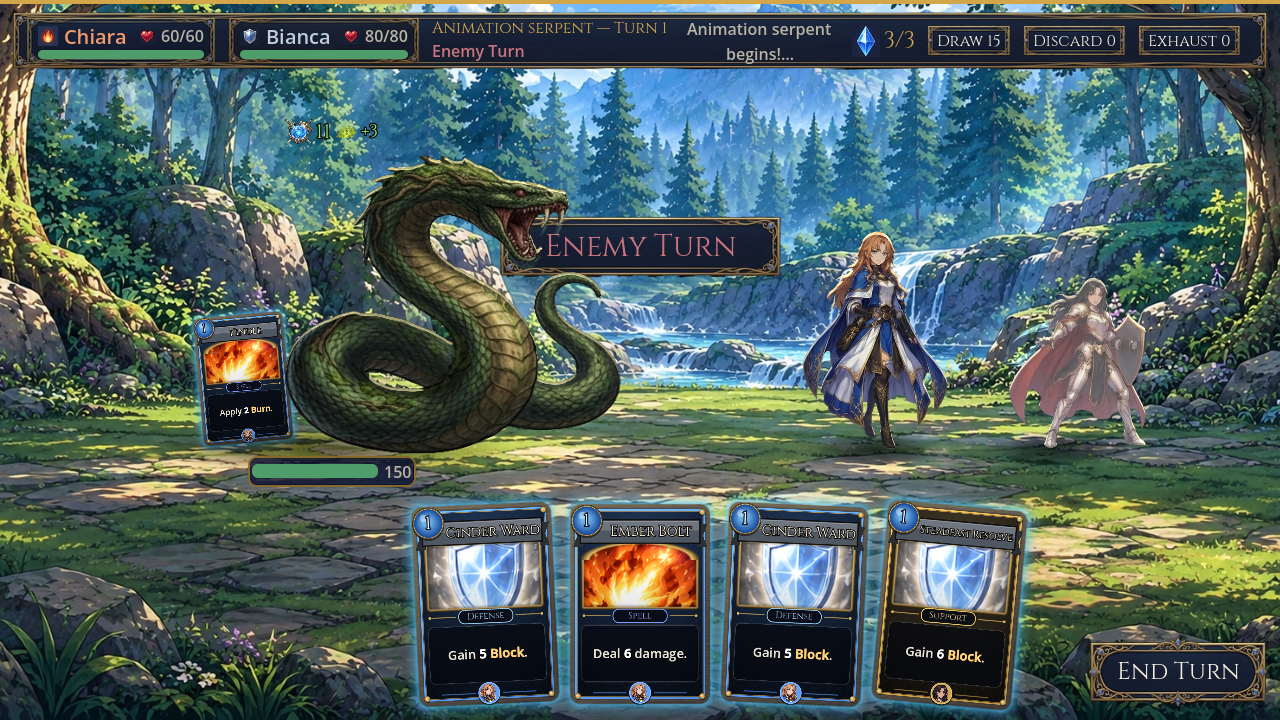 Chiara 60/60
Bianca 80/80
Animation serpent — Turn 1
Enemy Turn
Animation serpent
begins!...
3/3
Draw 15
Discard 0
Exhaust 0
11 +3
Enemy Turn
1
Apply 2 Burn.
150
1 Cinder Ward
Defense
Gain 5 Block.
1 Ember Bolt
Spell
Deal 6 damage.
1 Cinder Ward
Defense
Gain 5 Block.
1 Steadfast Resolve
Support
Gain 6 Block.
End Turn